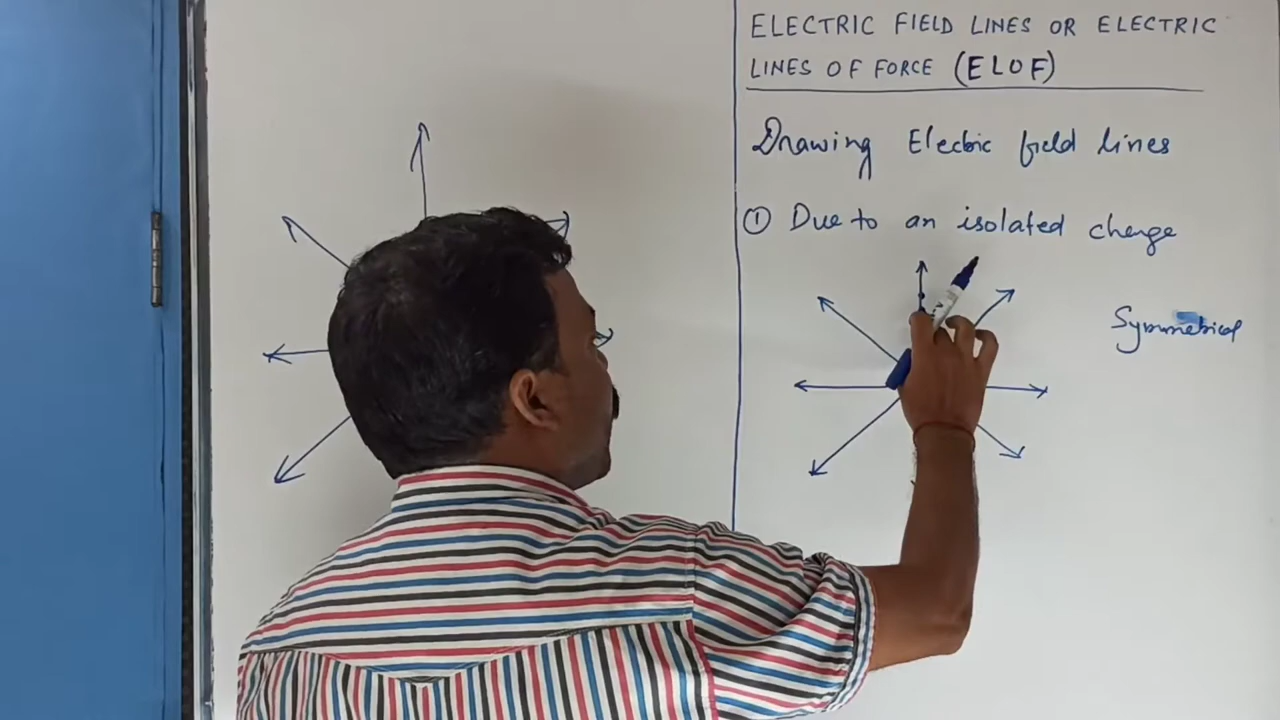 ELECTRIC FIELD LINES OR ELECTRIC
LINES OF FORCE (ELOF)
Drawing Electric field lines
① Due to an isolated charge
Symmetrical